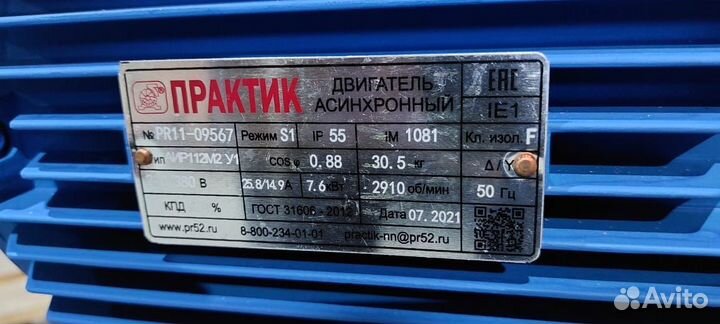 ПРАКТИК ДВИГАТЕЛЬ АСИНХРОННЫЙ EAC IE1
№ PR11-09567 Режим S1 IP 55 IM 1081 Кл. изол. F
АИР112М2 У1 cos φ 0.88 30.5 кг Δ/Y
В 25.8/14.9 А 7.6 кВт 2910 об/мин 50 Гц
КПД % ГОСТ 31606-2012 Дата 07.2021
www.pr52.ru 8-800-234-01-01 practik-nn@pr52.ru
Avito